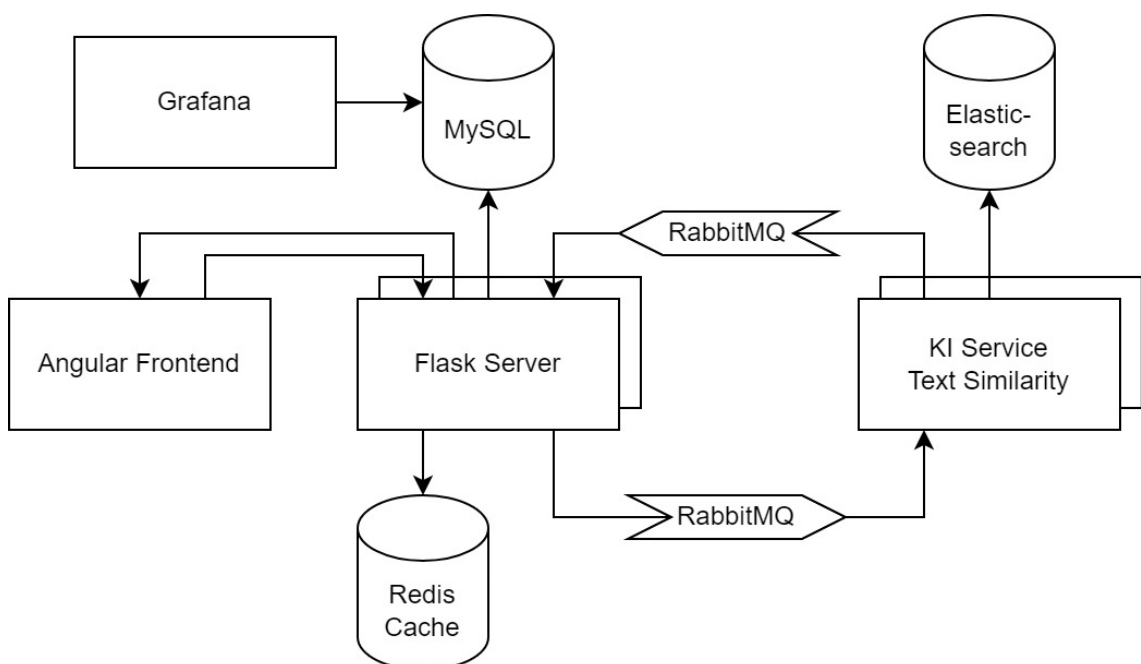 Grafana
MySQL
Elastic-
search
RabbitMQ
Angular Frontend
Flask Server
KI Service
Text Similarity
RabbitMQ
Redis
Cache